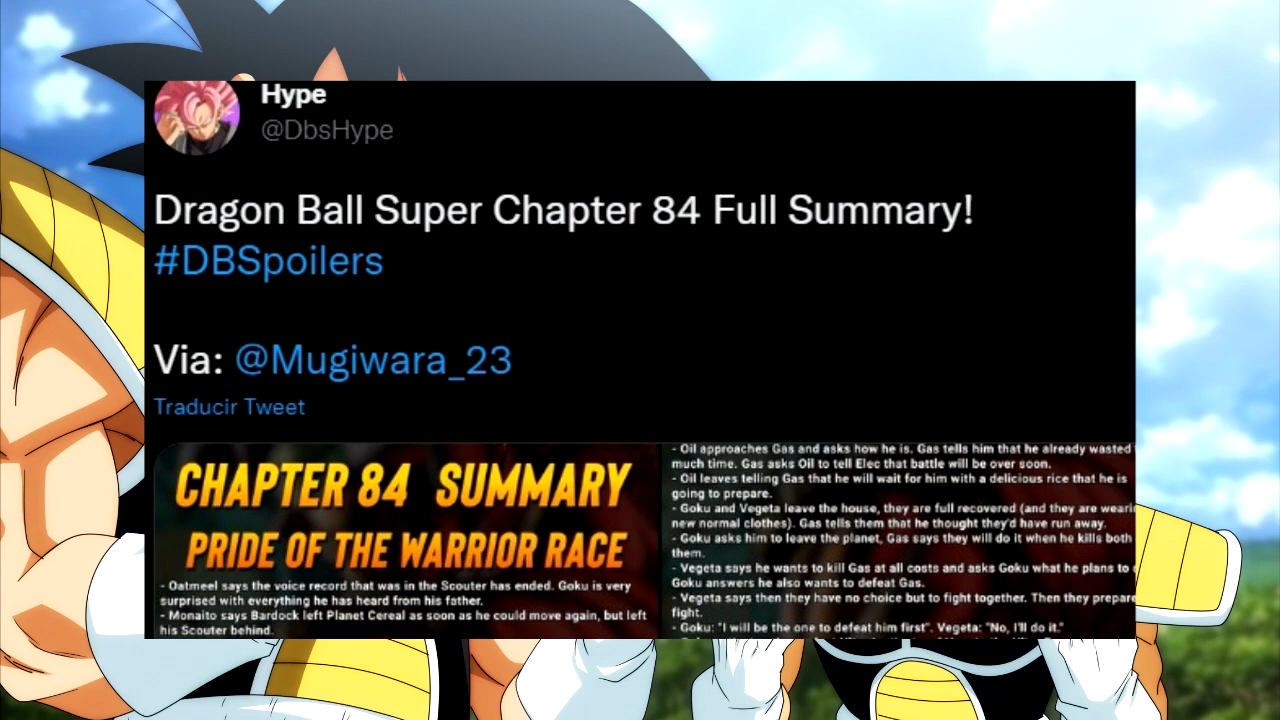 Hype
@DbsHype
Dragon Ball Super Chapter 84 Full Summary!
#DBSpoilers
Via: @Mugiwara_23
Traducir Tweet
CHAPTER 84 SUMMARY
PRIDE OF THE WARRIOR RACE
- Oatmeel says the voice record that was in the Scouter has ended. Goku is very
surprised with everything he has heard from his father.
- Monaito says Bardock left Planet Cereal as soon as he could move again, but left
his Scouter behind.
- Oil approaches Gas and asks how he is. Gas tells him that he already wasted
much time. Gas asks Oil to tell Elec that battle will be over soon.
- Oil leaves telling Gas that he will wait for him with a delicious rice that he is
going to prepare.
- Goku and Vegeta leave the house, they are full recovered (and they are weari
new normal clothes). Gas tells them that he thought they'd have run away.
- Goku asks him to leave the planet, Gas says they will do it when he kills both
them.
- Vegeta says he wants to kill Gas at all costs and asks Goku what he plans to
Goku answers he also wants to defeat Gas.
- Vegeta says then they have no choice but to fight together. Then they prepare
fight.
- Goku: "I will be the one to defeat him first". Vegeta: "No, I'll do it."